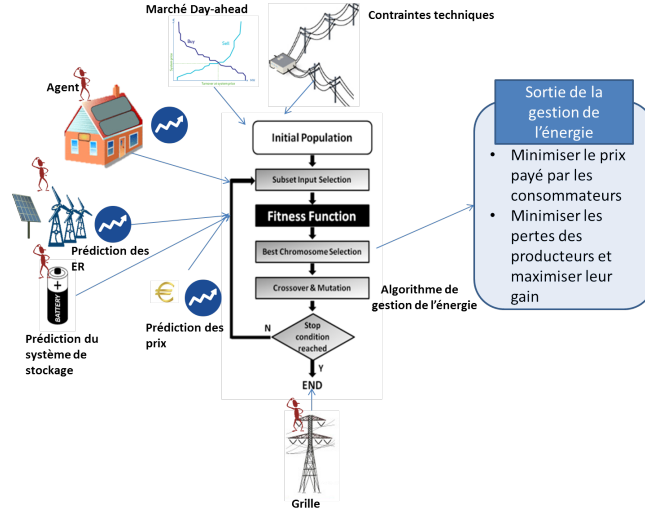 Marché Day-ahead
Contraintes techniques
Buy
Sell
Agent
Initial Population
Subset Input Selection
Fitness Function
Best Chromosome Selection
Crossover & Mutation
Stop
condition
reached
N
Y
END
Prédiction des
ER
BATTERY
Prédiction du
système de
stockage
€
Prédiction des
prix
Algorithme de
gestion de l'énergie
Grille
Sortie de la
gestion de
l'énergie
• Minimiser le prix
payé par les
consommateurs
• Minimiser les
pertes des
producteurs et
maximiser leur
gain